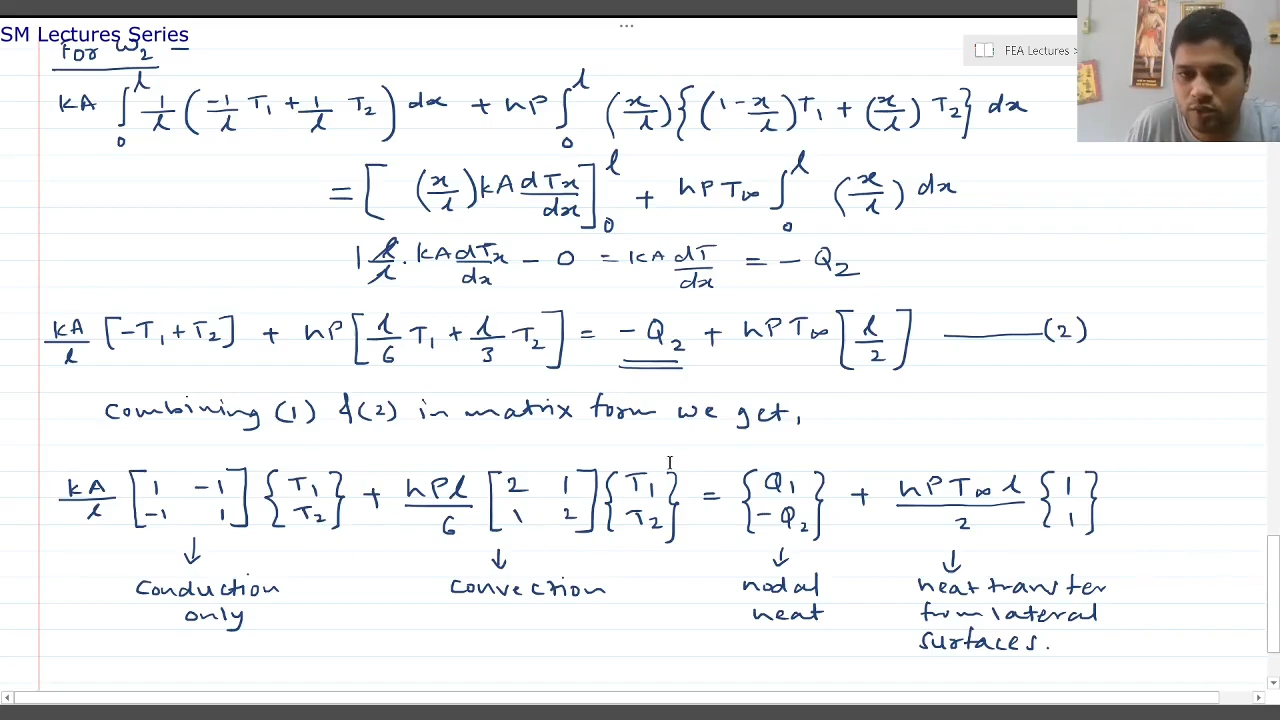 SM Lectures Series
FEA Lectures >
For W₂ =
kA ∫₀ˡ 1/l (-1/l T₁ + 1/l T₂) dx + hP ∫₀ˡ (x/l) {(1 - x/l) T₁ + (x/l) T₂} dx
= [(x/l) kA dTx/dx]₀ˡ + hP T∞ ∫₀ˡ (x/l) dx
1 l/l . kA dTx/dx - 0 = kA dT/dx = - Q₂
kA/l [-T₁ + T₂] + hP [l/6 T₁ + l/3 T₂] = - Q₂ + hP T∞ [l/2] ——— (2)
Combining (1) &(2) in matrix form we get,
kA/l [1 -1; -1 1] {T₁; T₂} + hPl/6 [2 1; 1 2] {T₁; T₂} = {Q₁; -Q₂} + hP T∞ l/2 {1; 1}
↓ ↓ ↓ ↓
Conduction only
Convection
nodal heat
heat transfer from lateral surfaces.